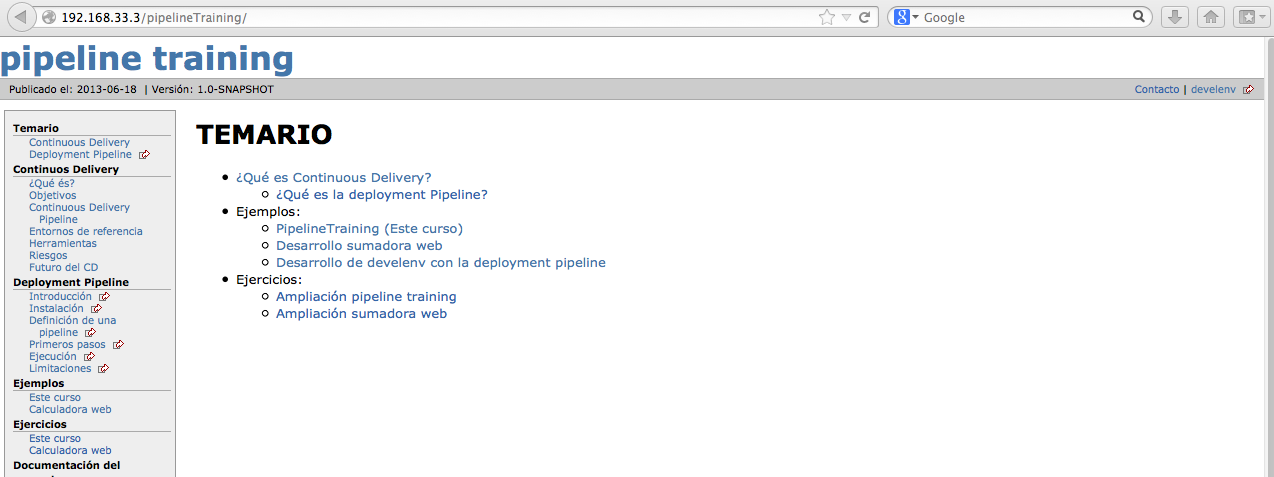 192.168.33.3/pipelineTraining/
Google
pipeline training
Publicado el: 2013-06-18 | Versión: 1.0-SNAPSHOT
Contacto | develenv
Temario
Continuous Delivery
Deployment Pipeline
Continuos Delivery
¿Qué és?
Objetivos
Continuous Delivery
Pipeline
Entornos de referencia
Herramientas
Riesgos
Futuro del CD
Deployment Pipeline
Introducción
Instalación
Definición de una
pipeline
Primeros pasos
Ejecución
Limitaciones
Ejemplos
Este curso
Calculadora web
Ejercicios
Este curso
Calculadora web
Documentación del
TEMARIO
¿Qué es Continuous Delivery?
¿Qué es la deployment Pipeline?
Ejemplos:
PipelineTraining (Este curso)
Desarrollo sumadora web
Desarrollo de develenv con la deployment pipeline
Ejercicios:
Ampliación pipeline training
Ampliación sumadora web